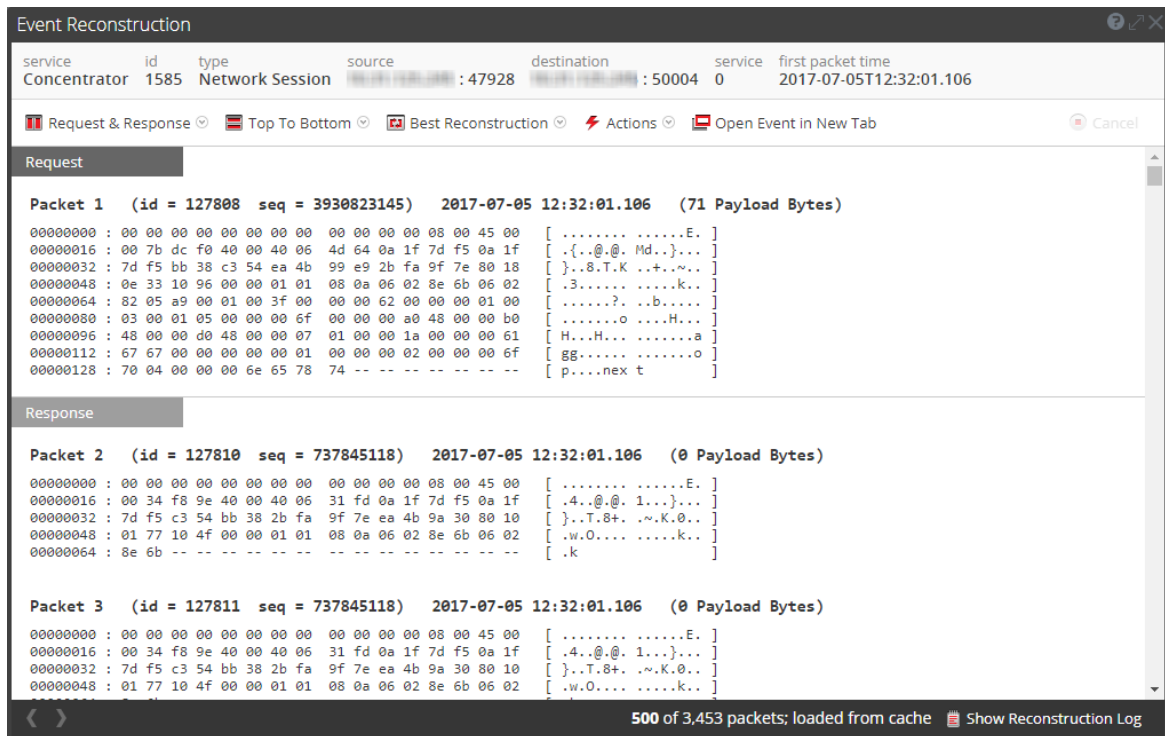 Event Reconstruction
service id type source destination service first packet time
Concentrator 1585 Network Session : 47928 : 50004 0 2017-07-05T12:32:01.106
Request & Response Top To Bottom Best Reconstruction Actions Open Event in New Tab Cancel
Request
Packet 1 (id = 127808 seq = 3930823145) 2017-07-05 12:32:01.106 (71 Payload Bytes)
00000000 : 00 00 00 00 00 00 00 00 00 00 00 00 08 00 45 00 [ ........ ......E. ]
00000016 : 00 7b dc f0 40 00 40 06 4d 64 0a 1f 7d f5 0a 1f [ .{..@.@. Md..}... ]
00000032 : 7d f5 bb 38 c3 54 ea 4b 99 e9 2b fa 9f 7e 80 18 [ }..8.T.K ..+..~.. ]
00000048 : 0e 33 10 96 00 00 01 01 08 0a 06 02 8e 6b 06 02 [ .3...... .....k.. ]
00000064 : 82 05 a9 00 01 00 3f 00 00 00 62 00 00 00 01 00 [ ......?. ..b..... ]
00000080 : 03 00 01 05 00 00 00 6f 00 00 00 a0 48 00 00 b0 [ .......o ....H... ]
00000096 : 48 00 00 d0 48 00 00 07 01 00 00 1a 00 00 00 61 [ H...H... .......a ]
00000112 : 67 67 00 00 00 00 00 01 00 00 00 02 00 00 00 6f [ gg...... .......o ]
00000128 : 70 04 00 00 00 6e 65 78 74 -- -- -- -- -- -- -- [ p....nex t ]
Response
Packet 2 (id = 127810 seq = 737845118) 2017-07-05 12:32:01.106 (0 Payload Bytes)
00000000 : 00 00 00 00 00 00 00 00 00 00 00 00 08 00 45 00 [ ........ ......E. ]
00000016 : 00 34 f8 9e 40 00 40 06 31 fd 0a 1f 7d f5 0a 1f [ .4..@.@. 1...}... ]
00000032 : 7d f5 c3 54 bb 38 2b fa 9f 7e ea 4b 9a 30 80 10 [ }..T.8+. .~.K.0.. ]
00000048 : 01 77 10 4f 00 00 01 01 08 0a 06 02 8e 6b 06 02 [ .w.O.... .....k.. ]
00000064 : 8e 6b -- -- -- -- -- -- -- -- -- -- -- -- -- -- [ .k ]
Packet 3 (id = 127811 seq = 737845118) 2017-07-05 12:32:01.106 (0 Payload Bytes)
00000000 : 00 00 00 00 00 00 00 00 00 00 00 00 08 00 45 00 [ ........ ......E. ]
00000016 : 00 34 f8 9e 40 00 40 06 31 fd 0a 1f 7d f5 0a 1f [ .4..@.@. 1...}... ]
00000032 : 7d f5 c3 54 bb 38 2b fa 9f 7e ea 4b 9a 30 80 10 [ }..T.8+. .~.K.0.. ]
00000048 : 01 77 10 4f 00 00 01 01 08 0a 06 02 8e 6b 06 02 [ .w.O.... .....k.. ]
500 of 3,453 packets; loaded from cache Show Reconstruction Log